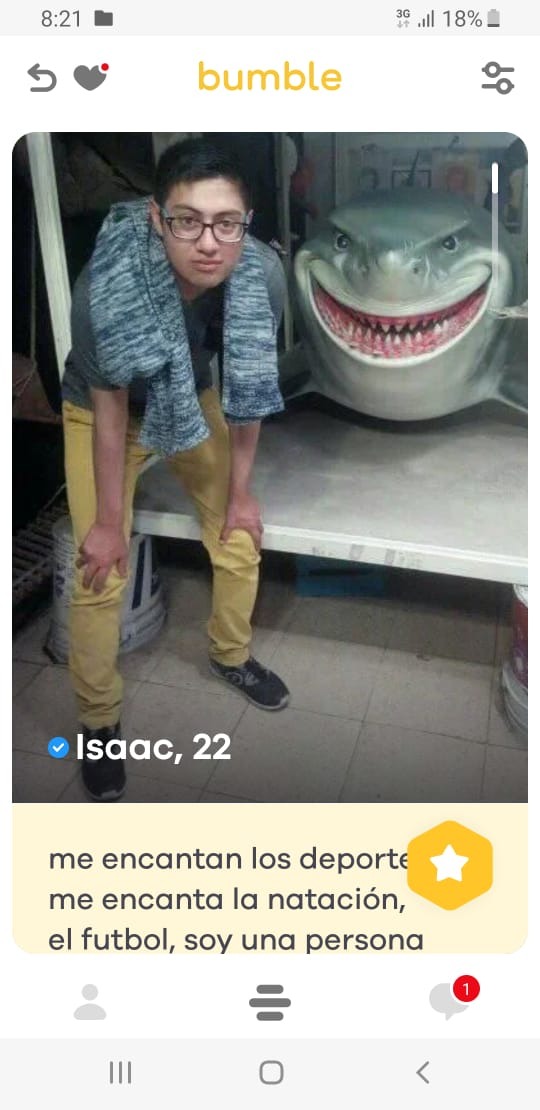 8:21
3G
18%
bumble
Isaac, 22
me encantan los deporte
me encanta la natación,
el futbol, soy una persona
1